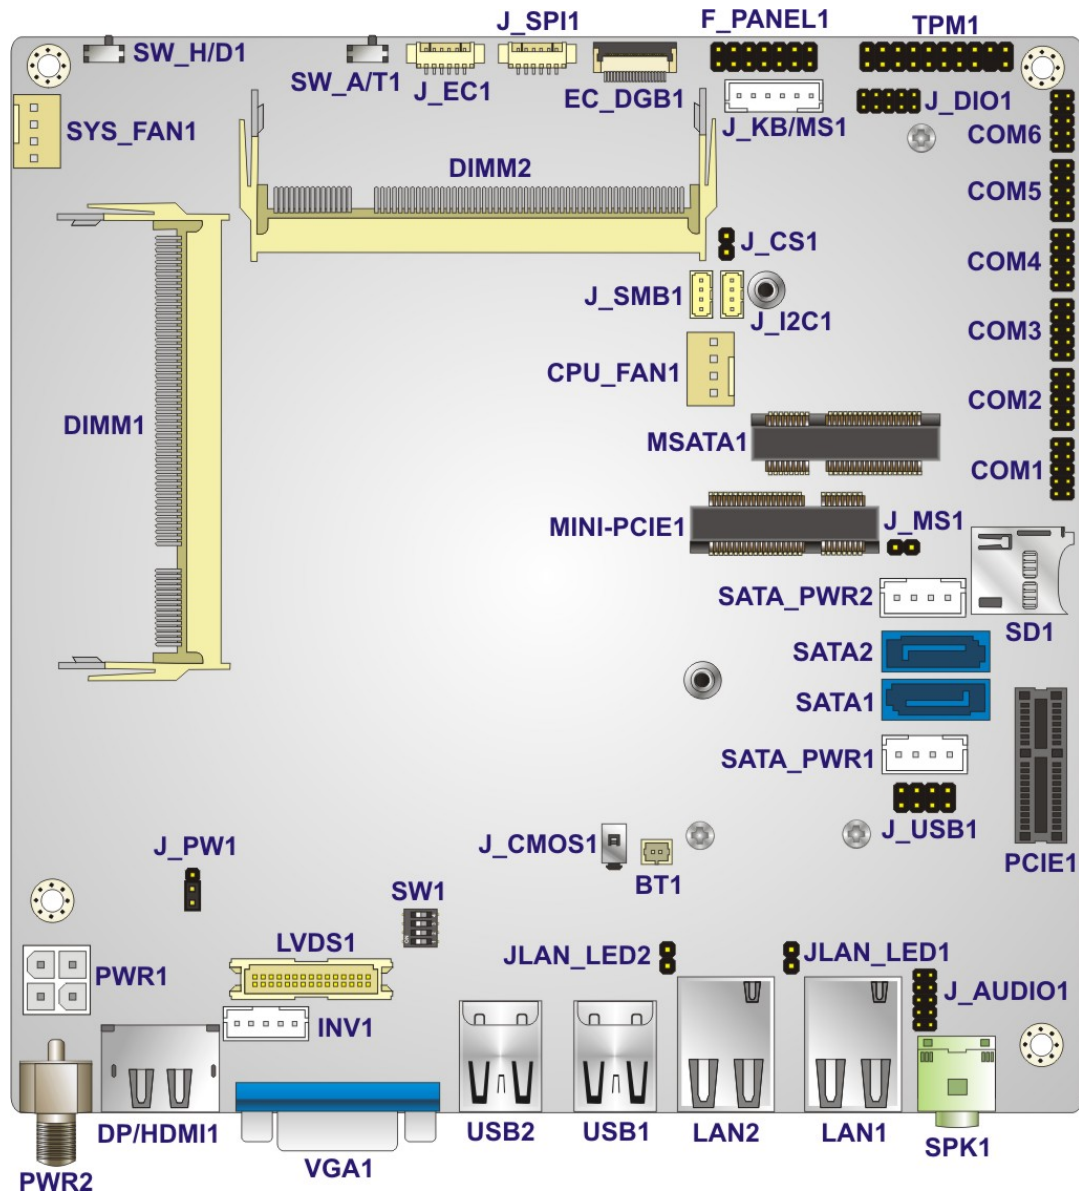 J_SPI1
F_PANEL1
TPM1
SW_H/D1
SW_A/T1
J_EC1
EC_DGB1
J_DIO1
SYS_FAN1
J_KB/MS1
COM6
DIMM2
COM5
J_CS1
COM4
J_SMB1
J_I2C1
COM3
CPU_FAN1
COM2
DIMM1
MSATA1
COM1
MINI-PCIE1
J_MS1
SATA_PWR2
SD1
SATA2
SATA1
SATA_PWR1
J_USB1
J_CMOS1
J_PW1
PCIE1
BT1
SW1
LVDS1
JLAN_LED2
JLAN_LED1
PWR1
J_AUDIO1
INV1
DP/HDMI1
USB2
USB1
LAN2
LAN1
SPK1
VGA1
PWR2